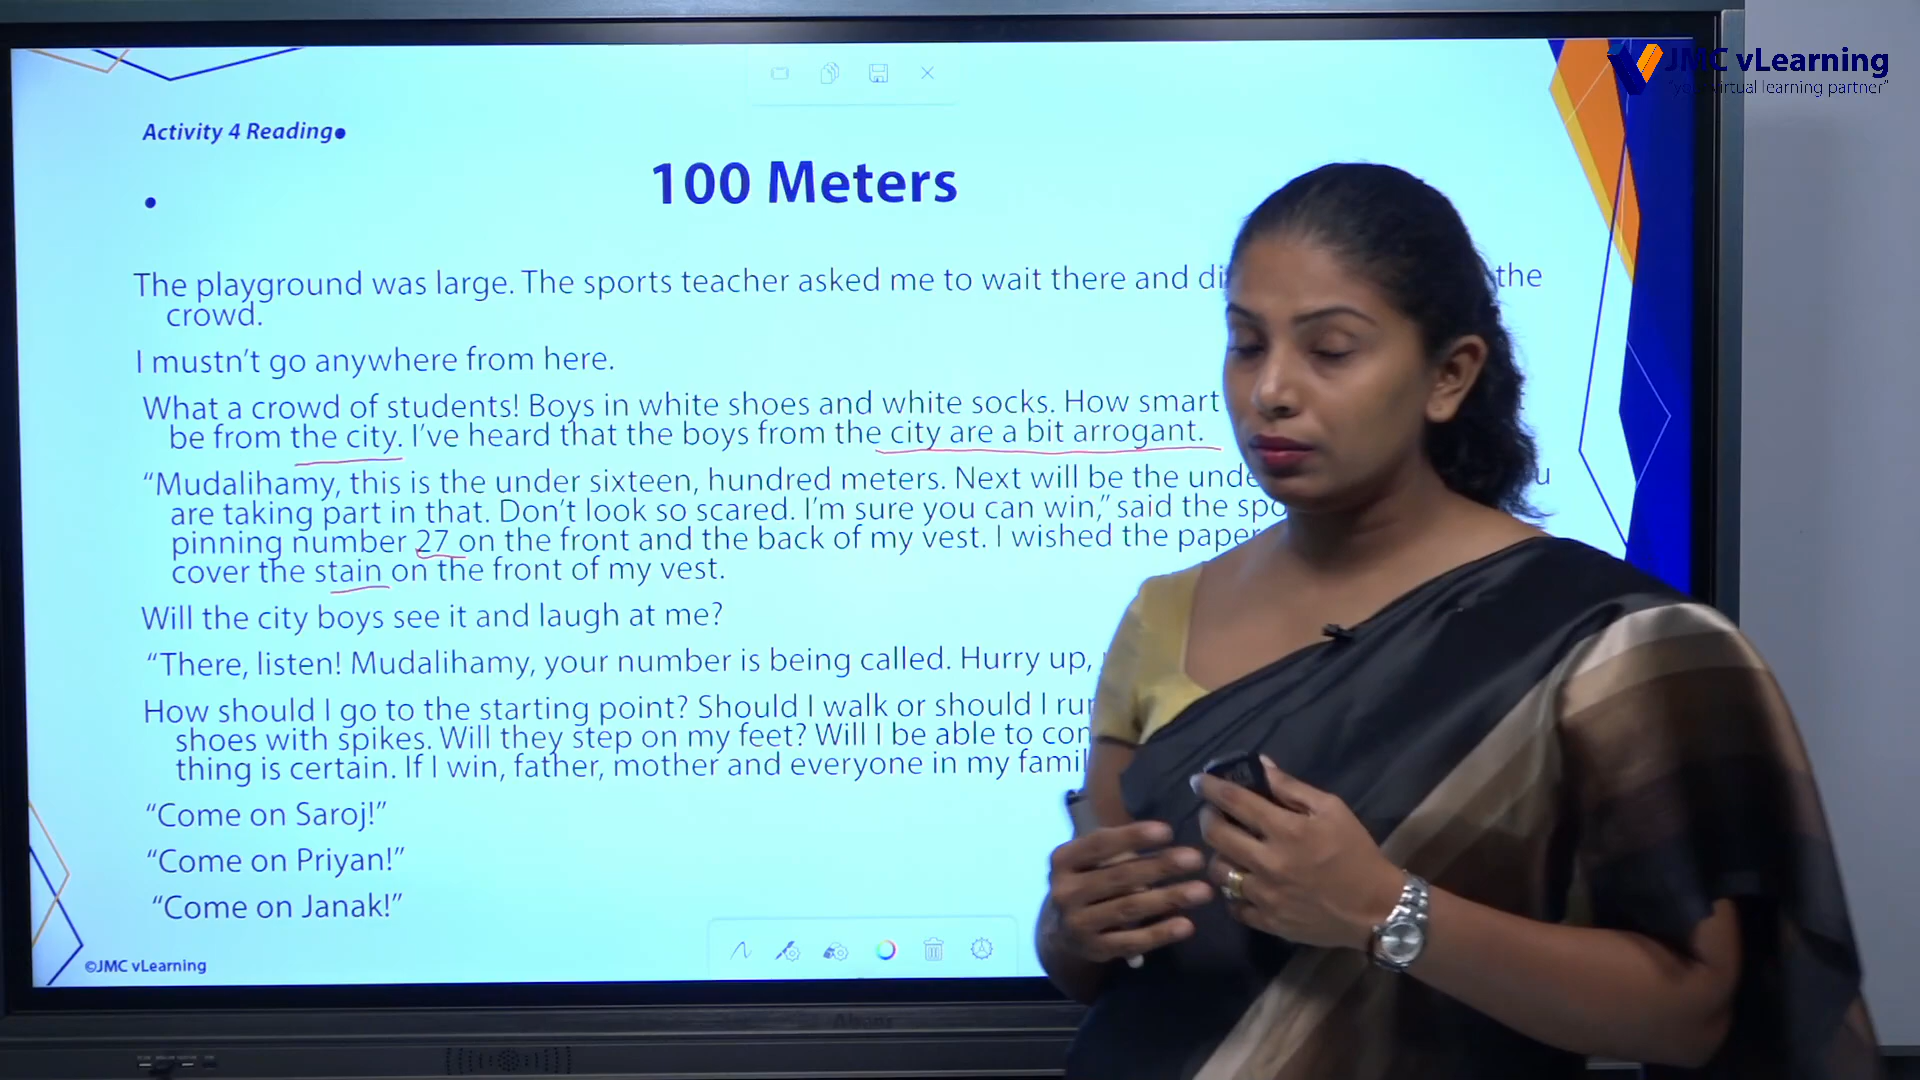 JMC vLearning
virtual learning partner"
Activity 4 Reading•
100 Meters
•
The playground was large. The sports teacher asked me to wait there and the
crowd.
I mustn't go anywhere from here.
What a crowd of students! Boys in white shoes and white socks. How smart
be from the city. I've heard that the boys from the city are a bit arrogant.
“Mudalihamy, this is the under sixteen, hundred meters. Next will be the
are taking part in that. Don't look so scared. I'm sure you can win,” said the
pinning number 27 on the front and the back of my vest. I wished the paper
cover the stain on the front of my vest.
Will the city boys see it and laugh at me?
“There, listen! Mudalihamy, your number is being called. Hurry up,
How should I go to the starting point? Should I walk or should I
shoes with spikes. Will they step on my feet? Will I be able to
thing is certain. If I win, father, mother and everyone in my
“Come on Saroj!”
“Come on Priyan!”
“Come on Janak!”
©JMC vLearning